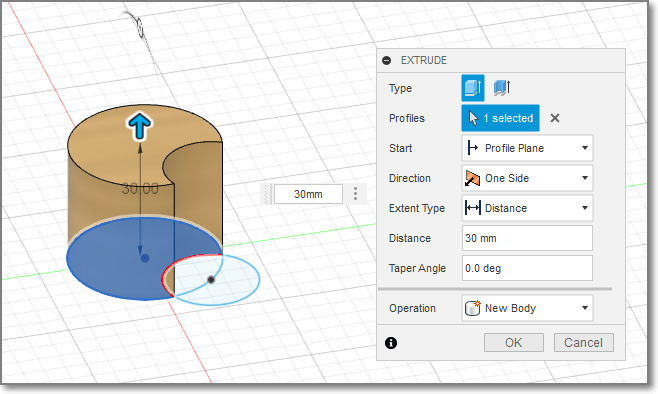 EXTRUDE
Type
Profiles 1 selected
Start Profile Plane
Direction One Side
Extent Type Distance
Distance 30 mm
Taper Angle 0.0 deg
Operation New Body
OK Cancel
30.00
30mm